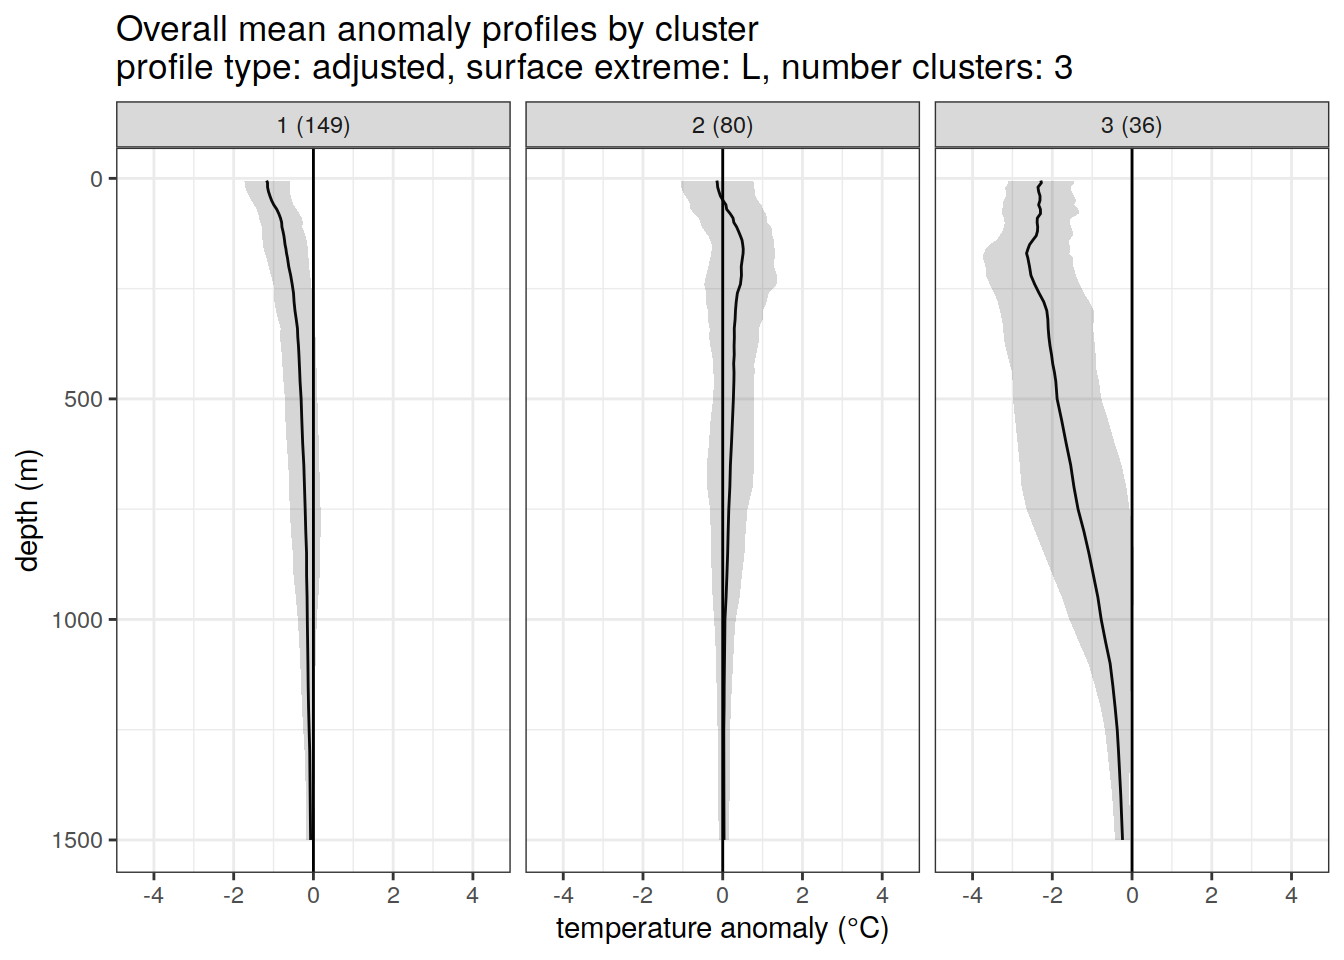 Overall mean anomaly profiles by cluster
profile type: adjusted, surface extreme: L, number clusters: 3
1 (149) 2 (80) 3 (36)
0
500
1000
1500
depth (m)
-4 -2 0 2 4 -4 -2 0 2 4 -4 -2 0 2 4
temperature anomaly (°C)